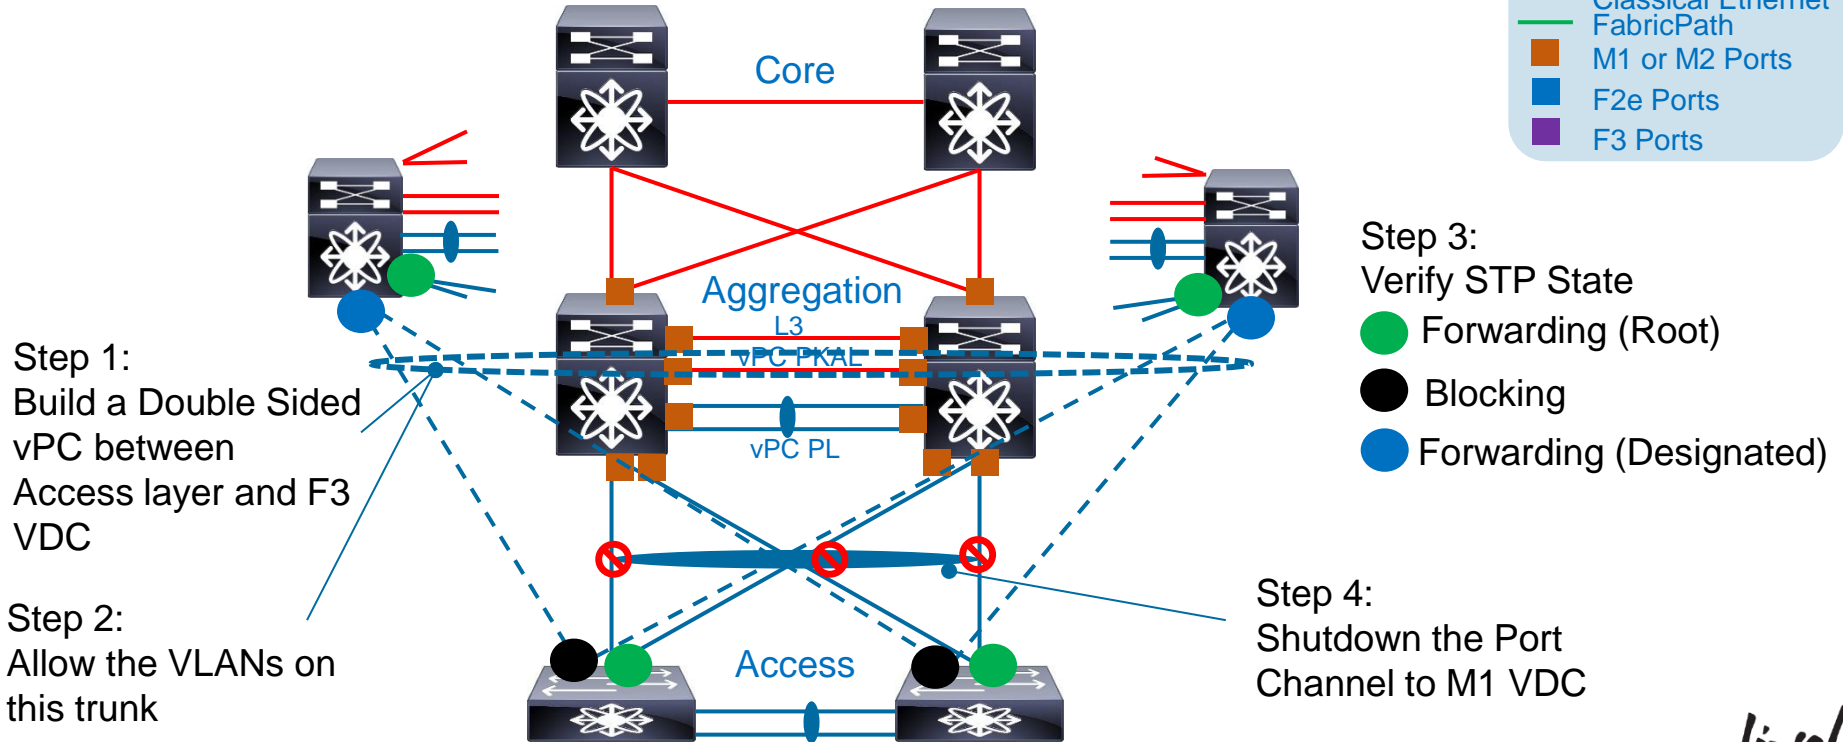 Classical Ethernet
FabricPath
M1 or M2 Ports
F2e Ports
F3 Ports
Core
Aggregation
L3
vPC PKAL
vPC PL
Access
Step 1:
Build a Double Sided
vPC between
Access layer and F3
VDC
Step 2:
Allow the VLANs on
this trunk
Step 3:
Verify STP State
Forwarding (Root)
Blocking
Forwarding (Designated)
Step 4:
Shutdown the Port
Channel to M1 VDC